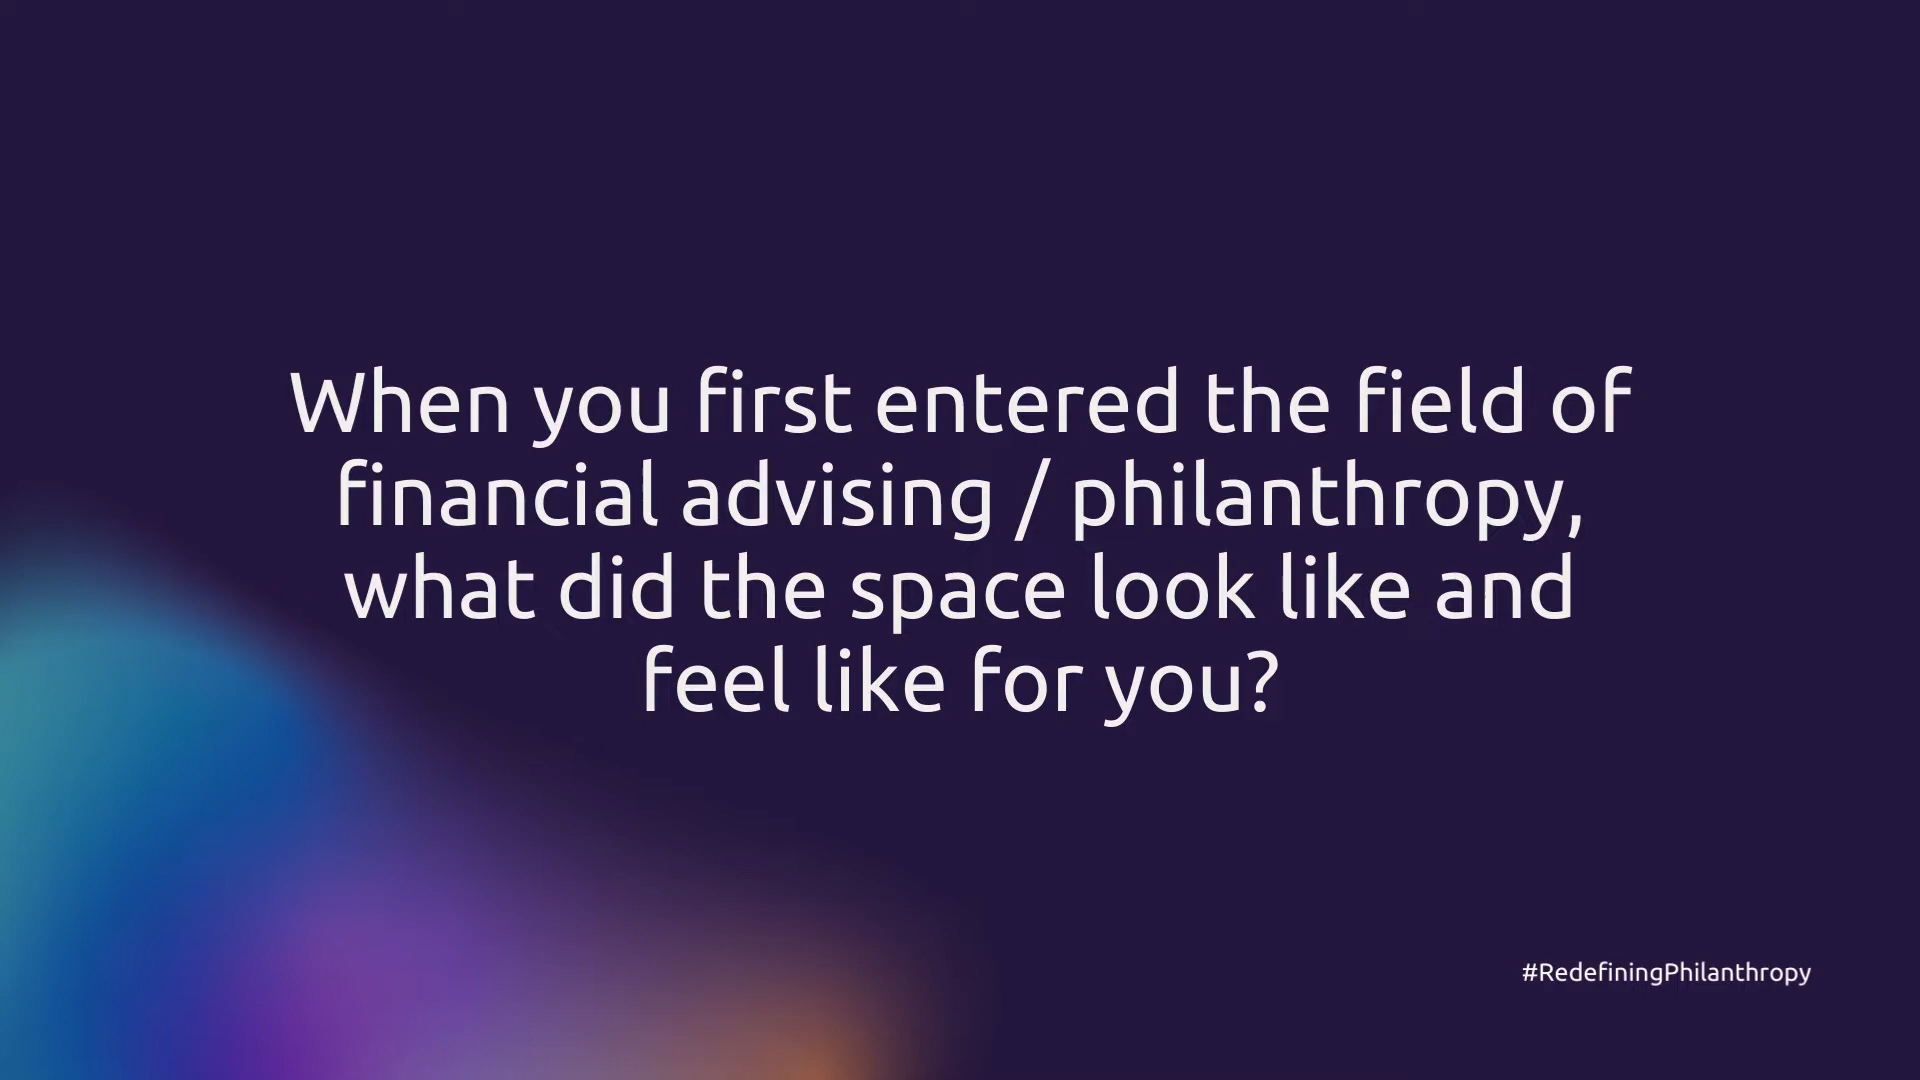 When you first entered the field of
financial advising / philanthropy,
what did the space look like and
feel like for you?
#RedefiningPhilanthropy